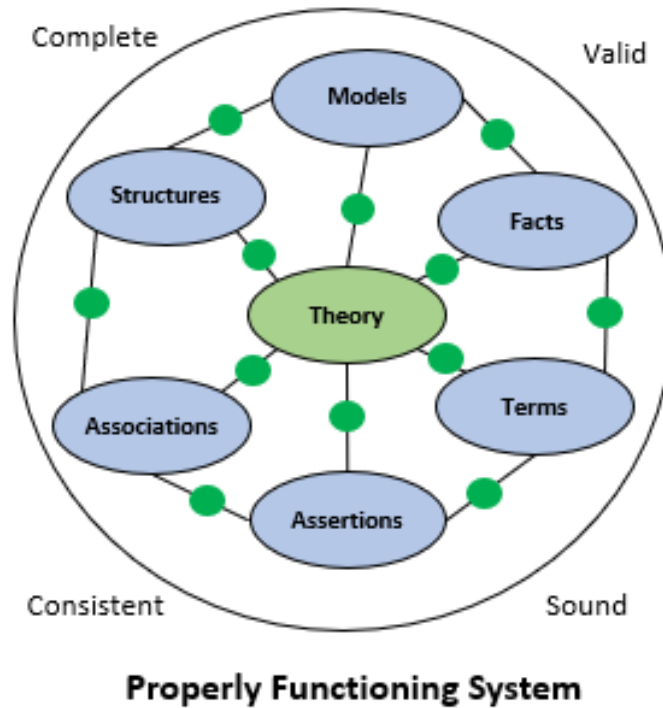 Complete
Valid
Models
Structures
Facts
Theory
Associations
Terms
Assertions
Consistent
Sound
Properly Functioning System